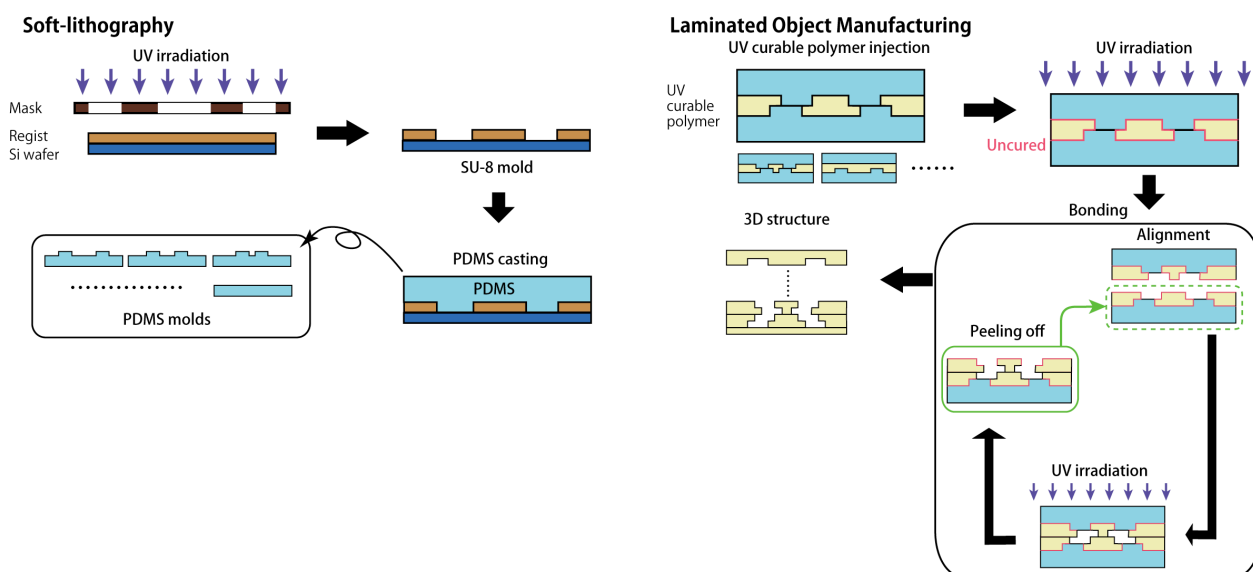 Soft-lithography
UV irradiation
Mask
Regist
Si wafer
SU-8 mold
PDMS casting
PDMS
PDMS molds
Laminated Object Manufacturing
UV curable polymer injection
UV
curable
polymer
UV irradiation
Uncured
Bonding
3D structure
Alignment
Peeling off
UV irradiation